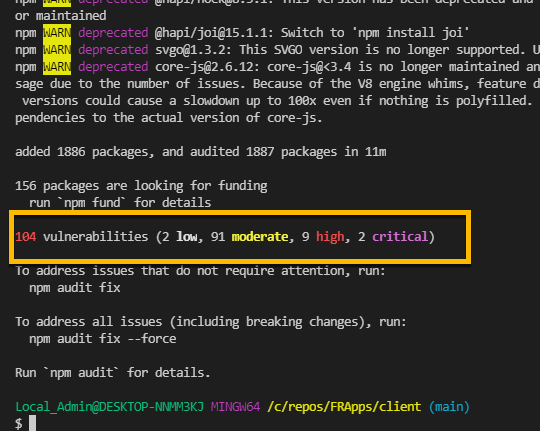 npm WARN deprecated @hapi/hoek@8.5.1: This version has been deprecated and
or maintained
npm WARN deprecated @hapi/joi@15.1.1: Switch to 'npm install joi'
npm WARN deprecated svgo@1.3.2: This SVGO version is no longer supported. U
npm WARN deprecated core-js@2.6.12: core-js@<3.4 is no longer maintained an
sage due to the number of issues. Because of the V8 engine whims, feature d
versions could cause a slowdown up to 100x even if nothing is polyfilled.
pendencies to the actual version of core-js.
added 1886 packages, and audited 1887 packages in 11m
156 packages are looking for funding
run `npm fund` for details
104 vulnerabilities (2 low, 91 moderate, 9 high, 2 critical)
To address issues that do not require attention, run:
npm audit fix
To address all issues (including breaking changes), run:
npm audit fix --force
Run `npm audit` for details.
Local_Admin@DESKTOP-NNMM3KJ MINGW64 /c/repos/FRApps/client (main)
$